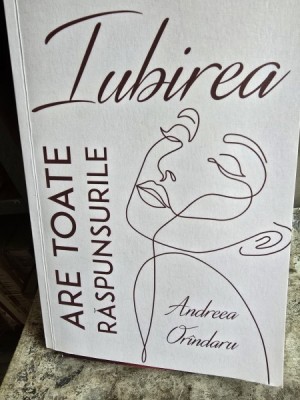 Iubirea
ARE TOATE
RĂSPUNSURILE
Andreea
Orîndaru